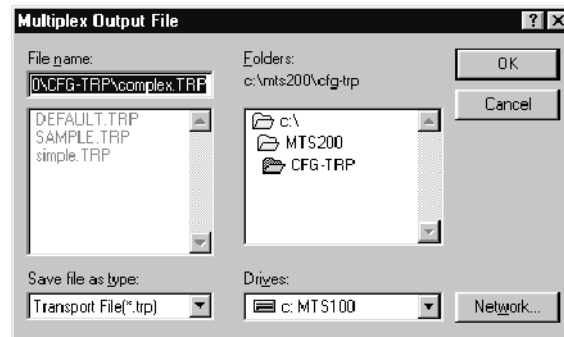 Multiplex Output File
File name:
0\CFG-TRP\complex.TRP
DEFAULT.TRP
SAMPLE.TRP
simple.TRP
Save file as type:
Transport File(*.trp)
Folders:
c:\mts200\cfg-trp
c:\
MTS200
CFG-TRP
Drives:
c: MTS100
OK
Cancel
Network...